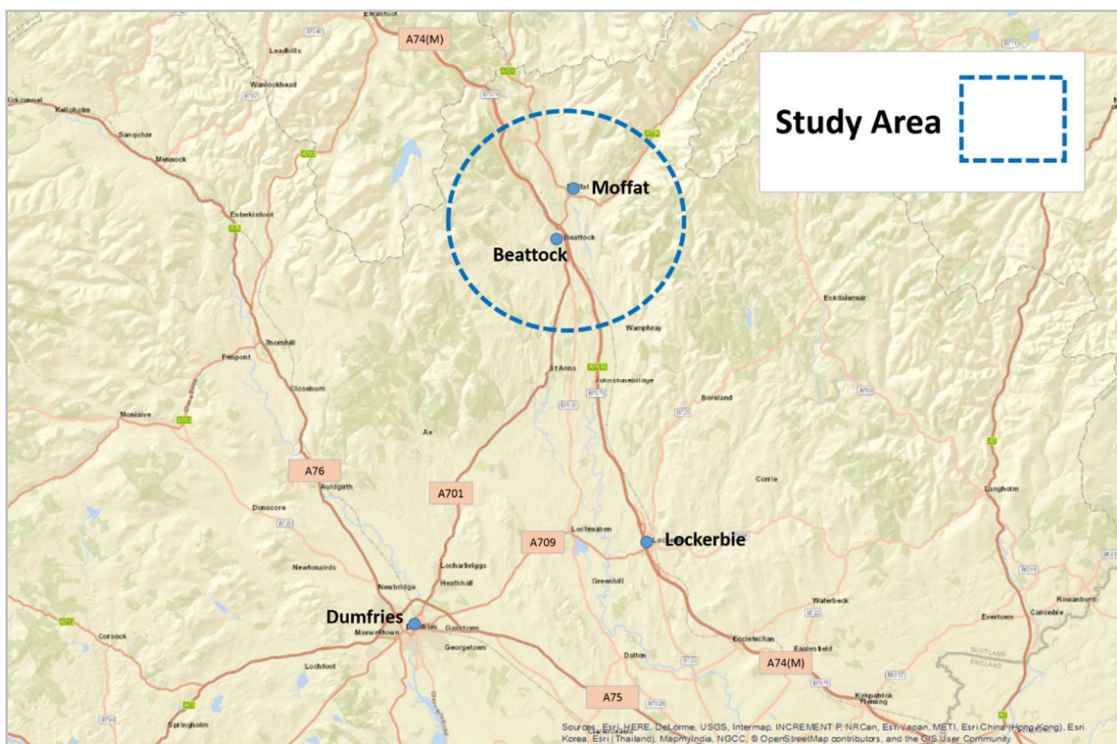 Elvanfoot
A74(M)
Leadhills
Wanlockhead
Study Area
Kelloholm
Sanquhar
Mennock
Moffat
Enterkinfoot
Beattock
Beattock
Eskdalemuir
Wamphray
Thornhill
Penpont
St Anns
Johnstonebridge
Closeburn
Boreland
Moniaive
Ae
A76
Auldgirth
A701
Corrie
Langholm
Dunscore
A709
Lochmaben
Lockerbie
Newtonairds
Locharbriggs
Heathhall
Greenhill
Newbridge
Waterbeck
Rowanburn
Dumfries
Maxwelltown
Gasstown
Evertown
Canonbie
Corsock
Georgetown
Ecclefechan
Eaglesfield
SCOTLAND
ENGLAND
Lochfoot
Dalton
A74(M)
A75
Kirkpatrick
Fleming
Springholm
Sources: Esri, HERE, DeLorme, USGS, Intermap, INCREMENT P, NRCan, Esri Japan, METI, Esri China (Hong Kong), Esri
Korea, Esri (Thailand), MapmyIndia, NGCC, © OpenStreetMap contributors, and the GIS User Community